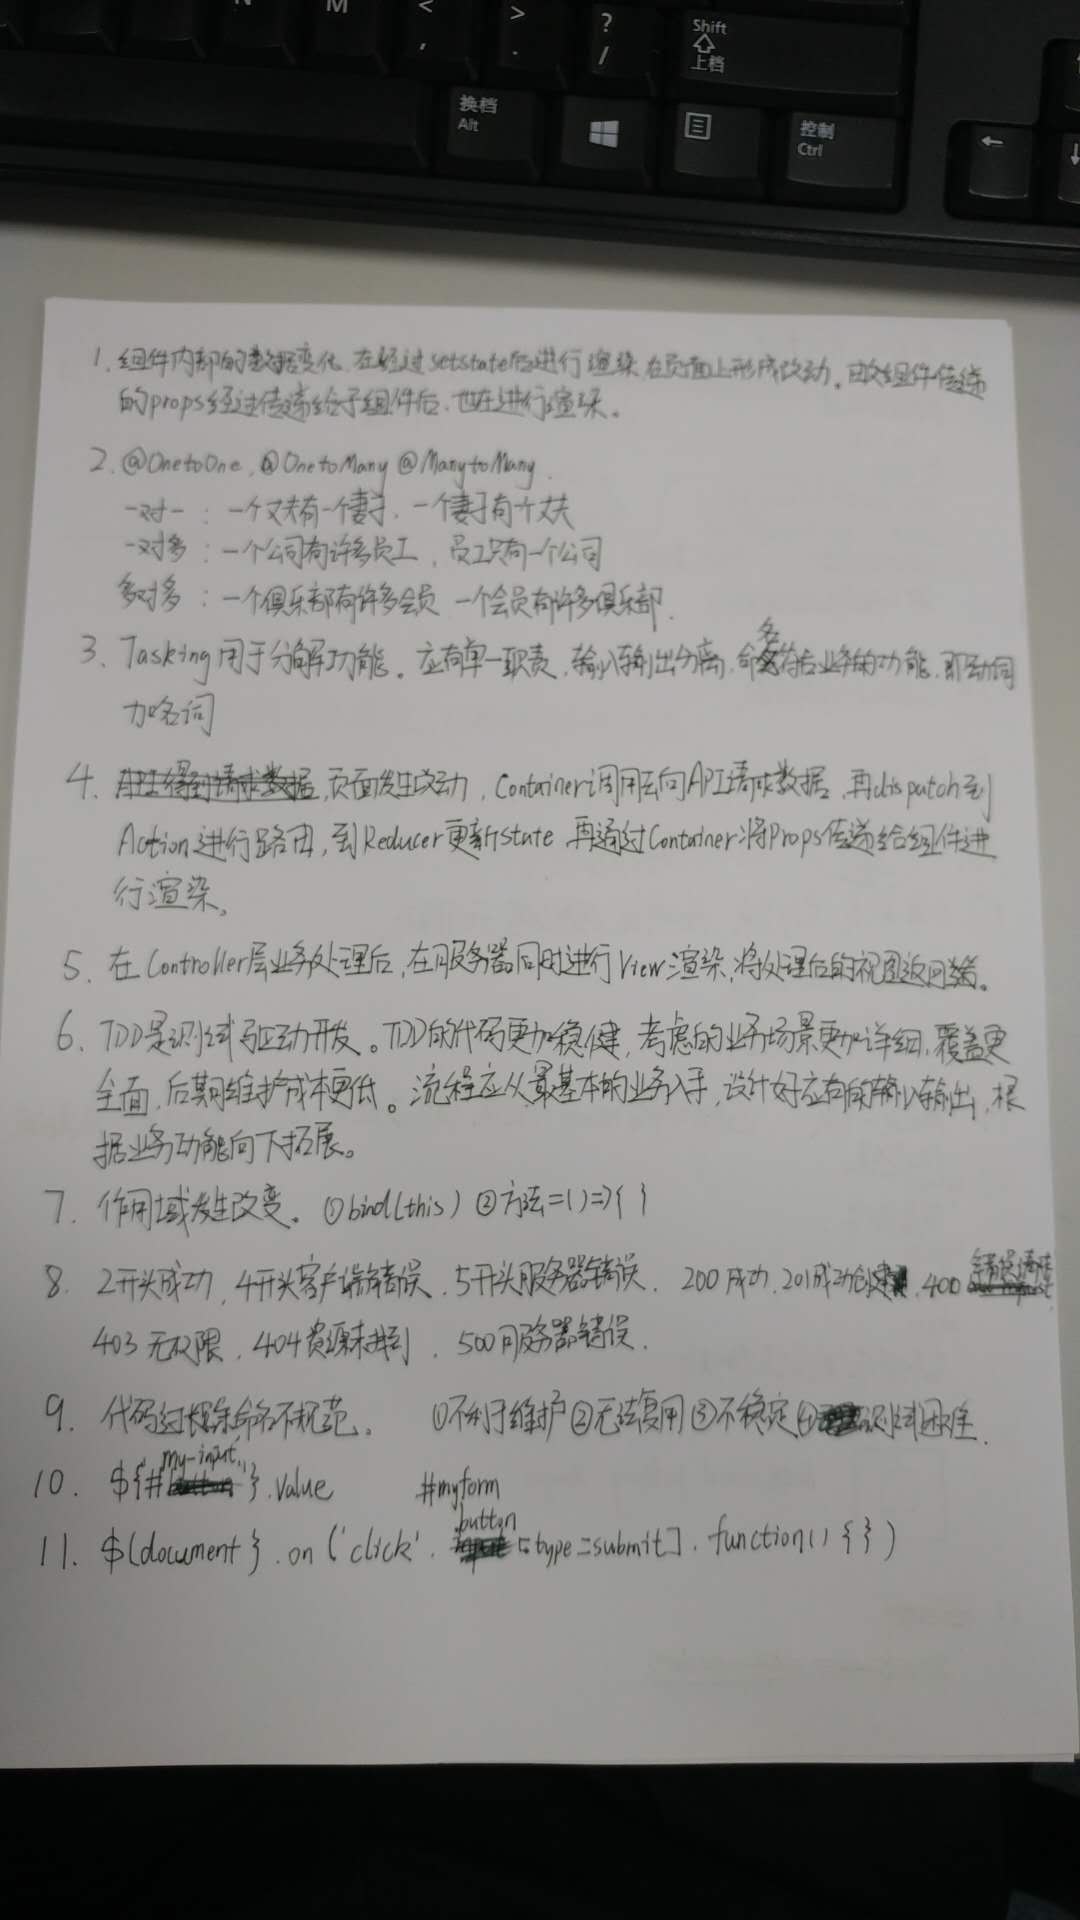 N M < , > . ? / Shift 上档
换档 Alt 控制 Ctrl
1. 组件内部的数据变化,在经过setstate后进行渲染,在页面上形成改动。由父组件传递
的props经过传递给子组件后,也在进行渲染。
2. @OnetoOne, @OnetoMany @ManytoMany.
一对一:一个丈夫有一个妻子,一个妻子有个丈夫
一对多:一个公司有许多员工,员工只有一个公司
多对多:一个俱乐部有许多会员,一个会员有许多俱乐部.
3. Tasking用于分解功能。应有单一职责,输入输出分离,命名符合业务的功能,即动词
加名词
4. 页面发生改动,Container调用去向API请求数据,再dispatch到
Action进行路由,到Reducer更新state,再通过Container将Props传递给组件进
行渲染。
5. 在Controller层业务处理后,在服务器同时进行View渲染,将处理后的视图返回
6. TDD是测试驱动开发。TDD的代码更加稳健,考虑的业务场景更加详细,覆盖更
全面,后期维护成本更低。流程应从最基本的业务入手,设计好应有的输入输出,根
据业务功能向下拓展。
7. 作用域发生改变。①bind(this) ②方法=()=>{ }
8. 2开头成功,4开头客户端错误,5开头服务器错误. 200成功,201成功创建,400 错误请求
403无权限,404资源未找到,500服务器错误.
9. 代码过长命名不规范。 ①不利于维护②无法复用③不稳定④测试困难.
10. ${'#my-input'}.value #myform
11. $(document}.on('click'. button[type=submit]. function(){ })